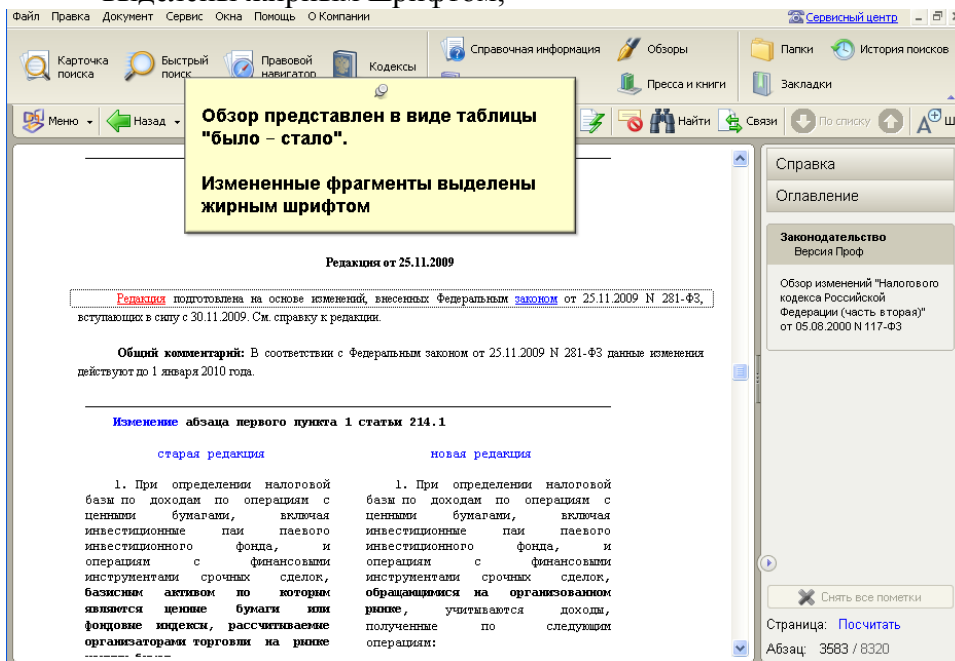 выделены жирным шрифтом;
Файл Правка Документ Сервис Окна Помощь О Компании
Сервисный центр
Карточка поиска
Быстрый поиск
Правовой навигатор
Кодексы
Справочная информация
Обзоры
Пресса и книги
Папки
История поисков
Закладки
Обзор представлен в виде таблицы
"было – стало".
Измененные фрагменты выделены
жирным шрифтом
Меню
Назад
Найти
Связи
По списку
Справка
Оглавление
Законодательство
Версия Проф
Обзор изменений "Налогового
кодекса Российской
Федерации (часть вторая)"
от 05.08.2000 N 117-ФЗ
Редакция от 25.11.2009
Редакция подготовлена на основе изменений, внесенных Федеральным законом от 25.11.2009 N 281-ФЗ,
вступающих в силу с 30.11.2009. См. справку к редакции.
Общий комментарий: В соответствии с Федеральным законом от 25.11.2009 N 281-ФЗ данные изменения
действуют до 1 января 2010 года.
Изменение абзаца первого пункта 1 статьи 214.1
старая редакция
1. При определении налоговой
базы по доходам по операциям с
ценными бумагами, включая
инвестиционные паи паевого
инвестиционного фонда, и
операциям с финансовыми
инструментами срочных сделок,
базисным активом по которым
являются ценные бумаги или
фондовые индексы, рассчитываемые
организаторами торговли на рынке
новая редакция
1. При определении налоговой
базы по доходам по операциям с
ценными бумагами, включая
инвестиционные паи паевого
инвестиционного фонда, и
операциям с финансовыми
инструментами срочных сделок,
обращающимися на организованном
рынке, учитываются доходы,
полученные по следующим
операциям:
Снять все пометки
Страница: Посчитать
Абзац: 3583 / 8320